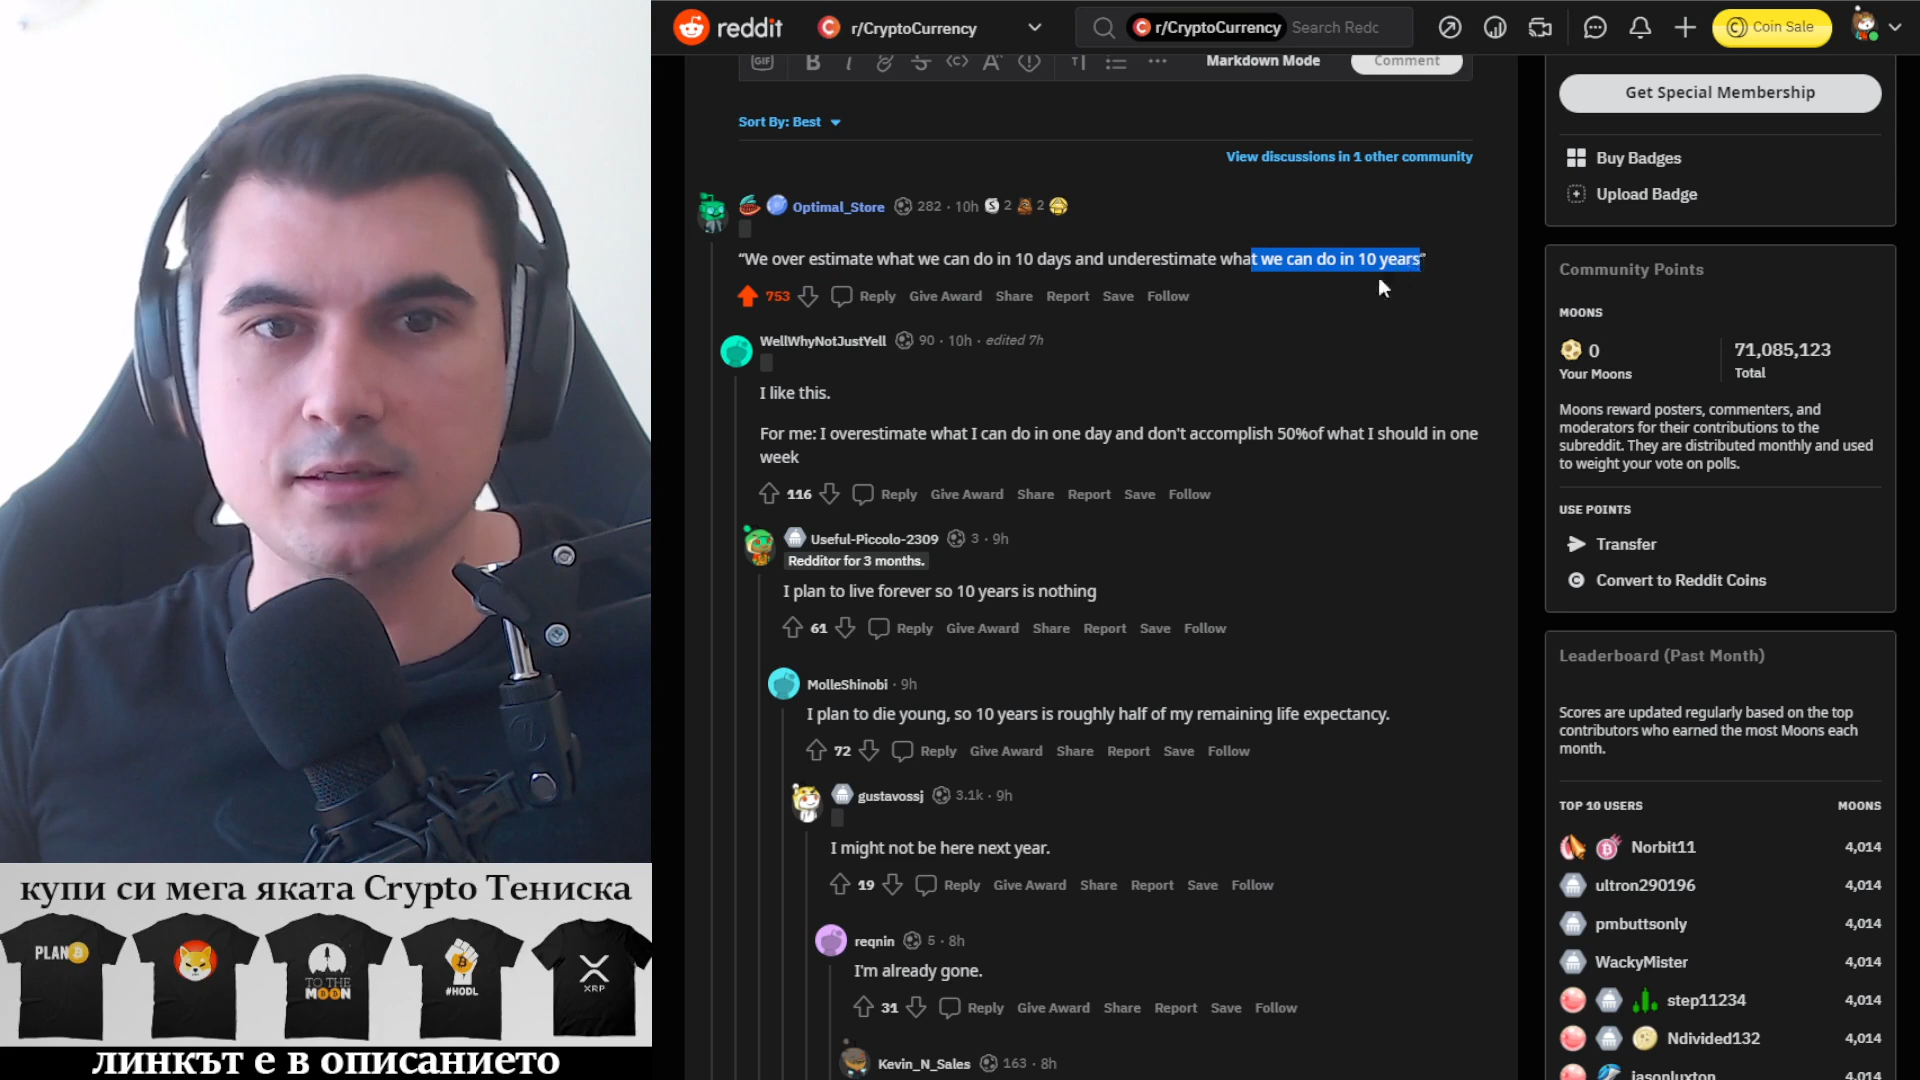 reddit
r/CryptoCurrency
r/CryptoCurrency
Search Redc
Coin Sale
GIF
Markdown Mode
Comment
Sort By: Best
View discussions in 1 other community
Optimal_Store 282 · 10h 2 2
“We over estimate what we can do in 10 days and underestimate what we can do in 10 years”
753 Reply Give Award Share Report Save Follow
WellWhyNotJustYell 90 · 10h · edited 7h
I like this.
For me: I overestimate what I can do in one day and don't accomplish 50%of what I should in one
week
116 Reply Give Award Share Report Save Follow
Useful-Piccolo-2309 3 · 9h
Redditor for 3 months.
I plan to live forever so 10 years is nothing
61 Reply Give Award Share Report Save Follow
MolleShinobi · 9h
I plan to die young, so 10 years is roughly half of my remaining life expectancy.
72 Reply Give Award Share Report Save Follow
gustavossj 3.1k · 9h
I might not be here next year.
19 Reply Give Award Share Report Save Follow
reqnin 5 · 8h
I'm already gone.
31 Reply Give Award Share Report Save Follow
Kevin_N_Sales 163 · 8h
Get Special Membership
Buy Badges
Upload Badge
Community Points
MOONS
0 71,085,123
Your Moons Total
Moons reward posters, commenters, and
moderators for their contributions to the
subreddit. They are distributed monthly and used
to weight your vote on polls.
USE POINTS
Transfer
Convert to Reddit Coins
Leaderboard (Past Month)
Scores are updated regularly based on the top
contributors who earned the most Moons each
month.
TOP 10 USERS MOONS
Norbit11 4,014
ultron290196 4,014
pmbuttsonly 4,014
WackyMister 4,014
step11234 4,014
Ndivided132 4,014
jasonluxton 4,014
купи си мега яката Crypto Тениска
PLAN B
TO THE
MOON
#HODL
XRP
линкът е в описанието